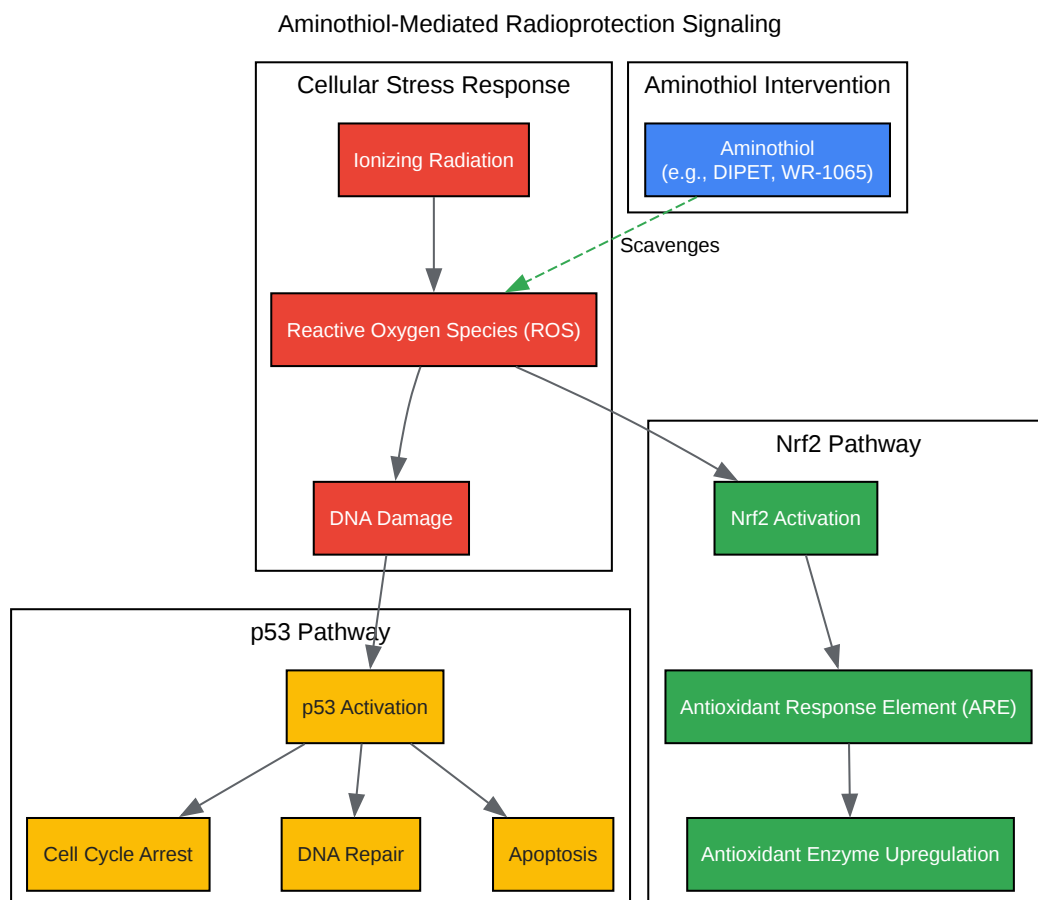 Aminothiol-Mediated Radioprotection Signaling
Cellular Stress Response
Aminothiol Intervention
Ionizing Radiation
Aminothiol
(e.g., DIPET, WR-1065)
Scavenges
Reactive Oxygen Species (ROS)
Nrf2 Pathway
DNA Damage
Nrf2 Activation
p53 Pathway
p53 Activation
Antioxidant Response Element (ARE)
Cell Cycle Arrest
DNA Repair
Apoptosis
Antioxidant Enzyme Upregulation